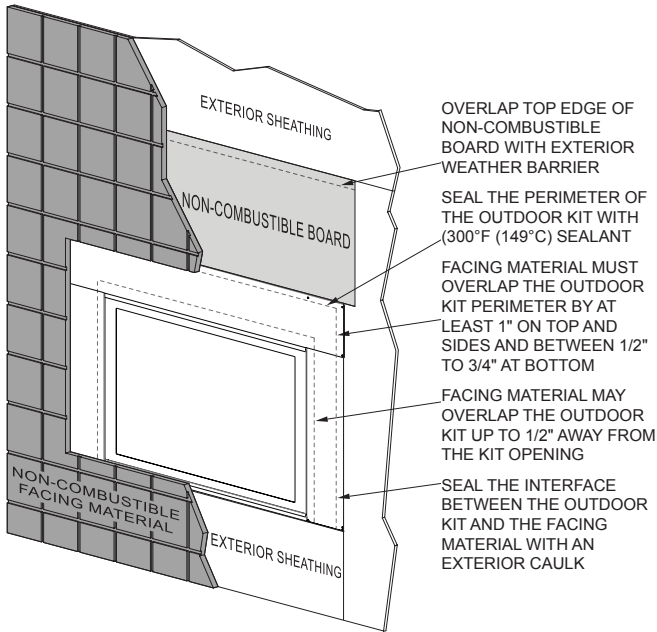 EXTERIOR SHEATHING
NON-COMBUSTIBLE BOARD
NON-COMBUSTIBLE
FACING MATERIAL
EXTERIOR SHEATHING
OVERLAP TOP EDGE OF
NON-COMBUSTIBLE
BOARD WITH EXTERIOR
WEATHER BARRIER
SEAL THE PERIMETER OF
THE OUTDOOR KIT WITH
(300°F (149°C) SEALANT
FACING MATERIAL MUST
OVERLAP THE OUTDOOR
KIT PERIMETER BY AT
LEAST 1" ON TOP AND
SIDES AND BETWEEN 1/2"
TO 3/4" AT BOTTOM
FACING MATERIAL MAY
OVERLAP THE OUTDOOR
KIT UP TO 1/2" AWAY FROM
THE KIT OPENING
SEAL THE INTERFACE
BETWEEN THE OUTDOOR
KIT AND THE FACING
MATERIAL WITH AN
EXTERIOR CAULK